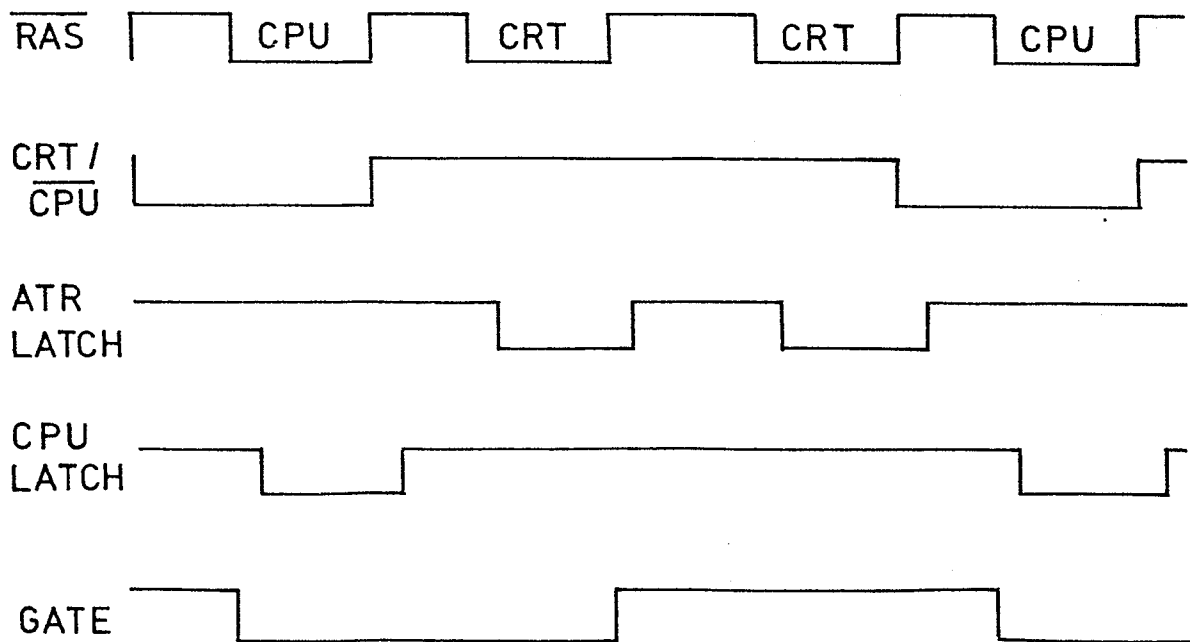 RAS CPU CRT CRT CPU
CRT /
CPU
ATR
LATCH
CPU
LATCH
GATE